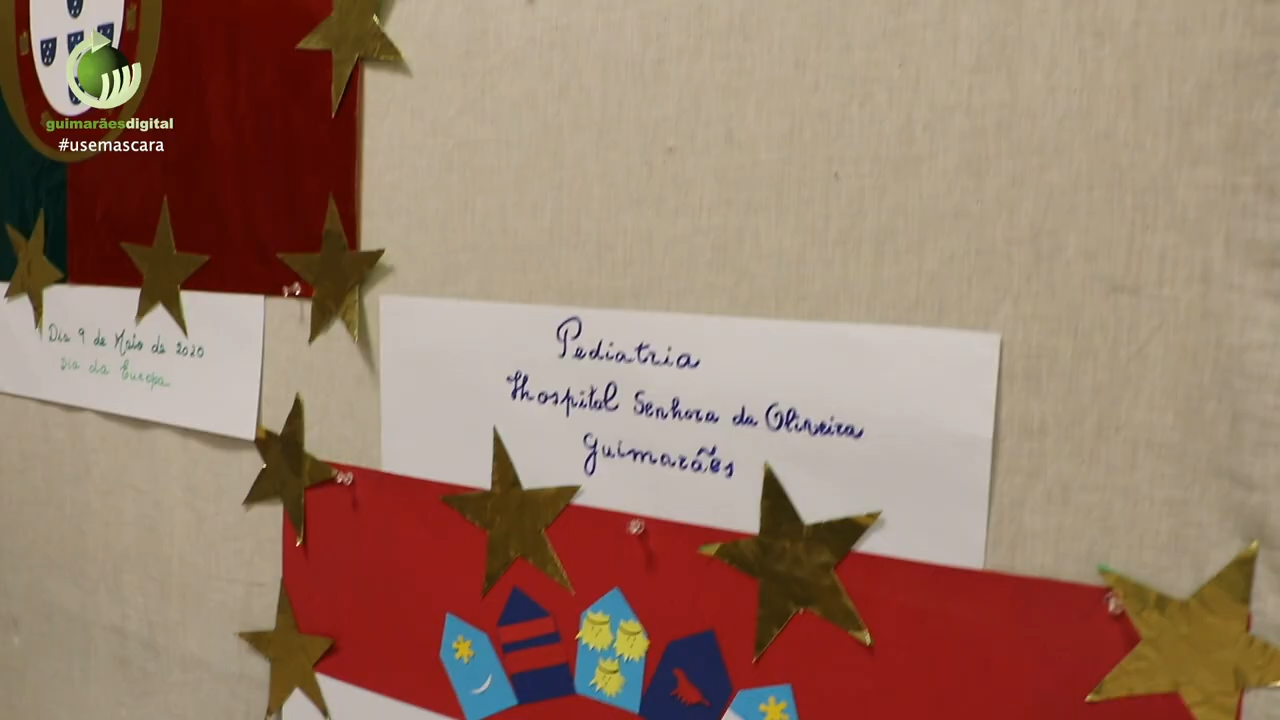 guimarãesdigital
#usemascara
Dia 9 de Maio de 2020
Dia da Europa
Pediatria
Hospital Senhora da Oliveira
Guimarães